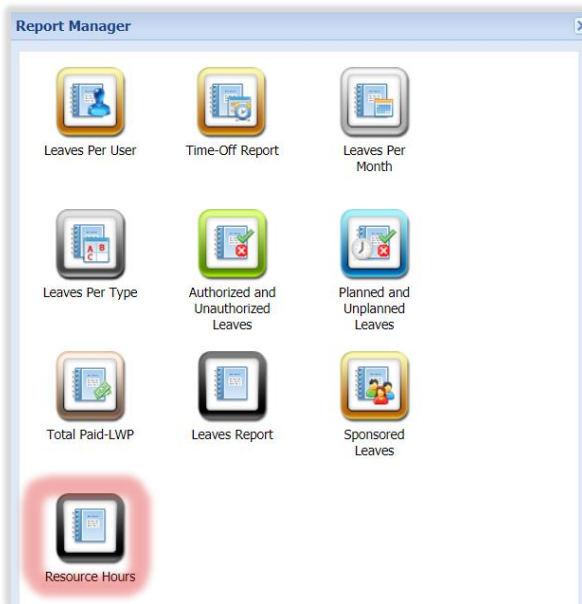 Report Manager
Leaves Per User
Time-Off Report
Leaves Per
Month
Leaves Per Type
Authorized and
Unauthorized
Leaves
Planned and
Unplanned
Leaves
Total Paid-LWP
Leaves Report
Sponsored
Leaves
Resource Hours